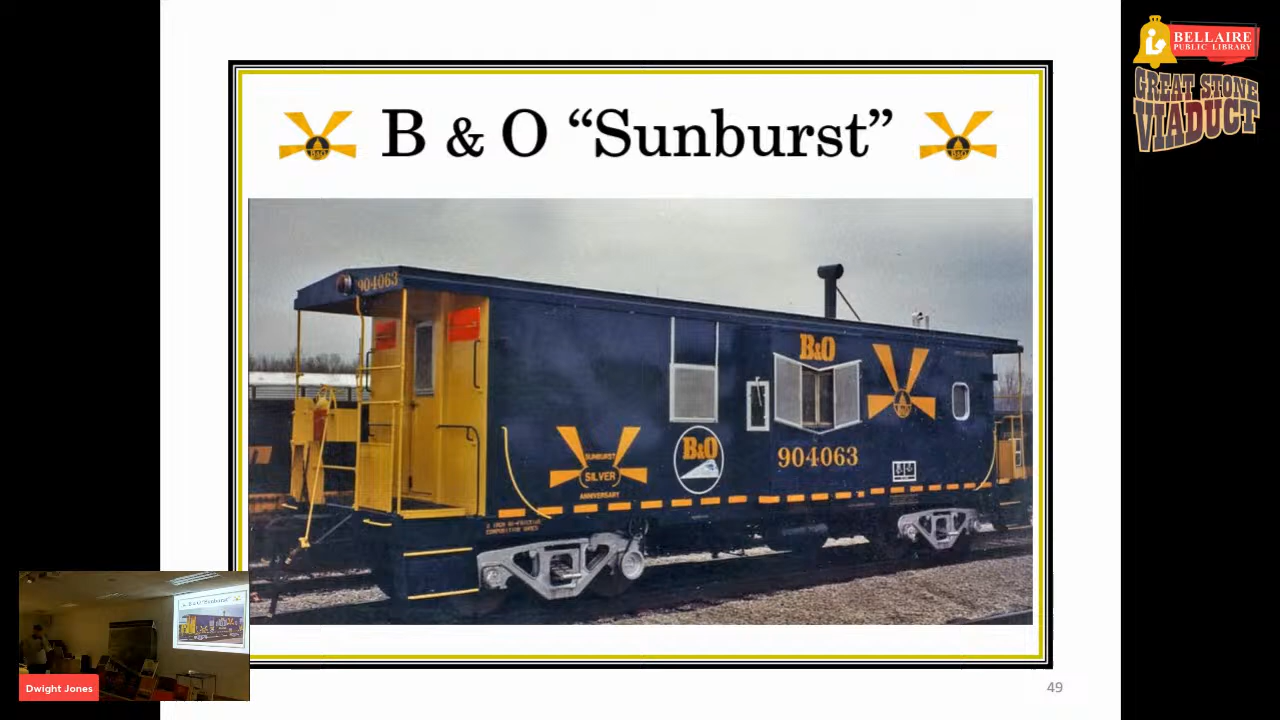 B & O “Sunburst”
BELLAIRE
PUBLIC LIBRARY
GREAT STONE
VIADUCT
904063
B&O
SUNBURST
SILVER
ANNIVERSARY
B&O
904063
Dwight Jones
49